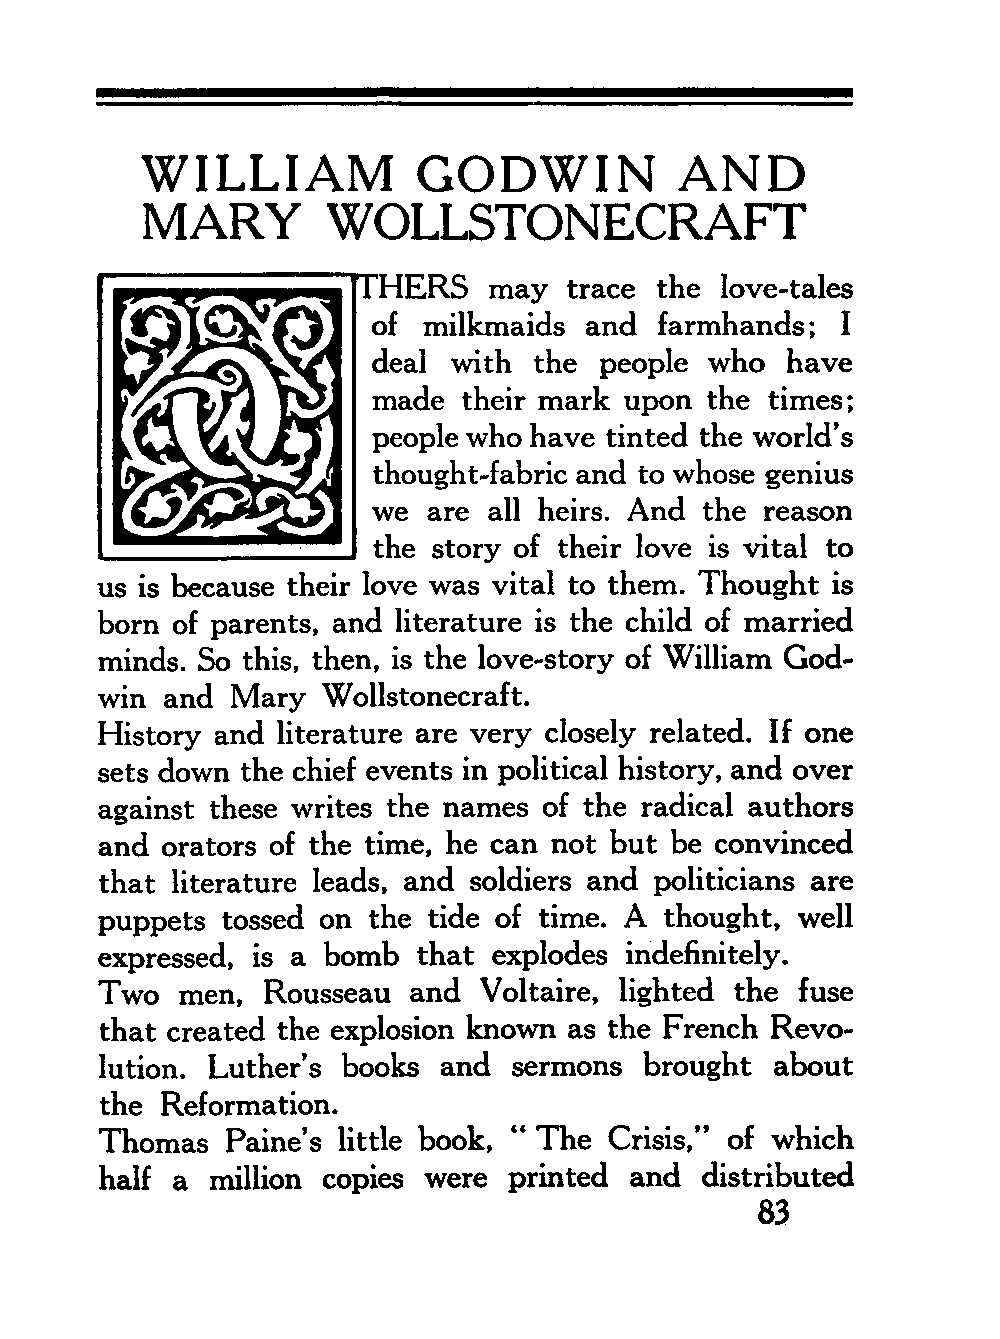 WILLIAM GODWIN AND
MARY WOLLSTONECRAFT
OTHERS may trace the love-tales
of milkmaids and farmhands; I
deal with the people who have
made their mark upon the times;
people who have tinted the world's
thought-fabric and to whose genius
we are all heirs. And the reason
the story of their love is vital to
us is because their love was vital to them. Thought is
born of parents, and literature is the child of married
minds. So this, then, is the love-story of William God-
win and Mary Wollstonecraft.
History and literature are very closely related. If one
sets down the chief events in political history, and over
against these writes the names of the radical authors
and orators of the time, he can not but be convinced
that literature leads, and soldiers and politicians are
puppets tossed on the tide of time. A thought, well
expressed, is a bomb that explodes indefinitely.
Two men, Rousseau and Voltaire, lighted the fuse
that created the explosion known as the French Revo-
lution. Luther's books and sermons brought about
the Reformation.
Thomas Paine's little book, " The Crisis," of which
half a million copies were printed and distributed
83